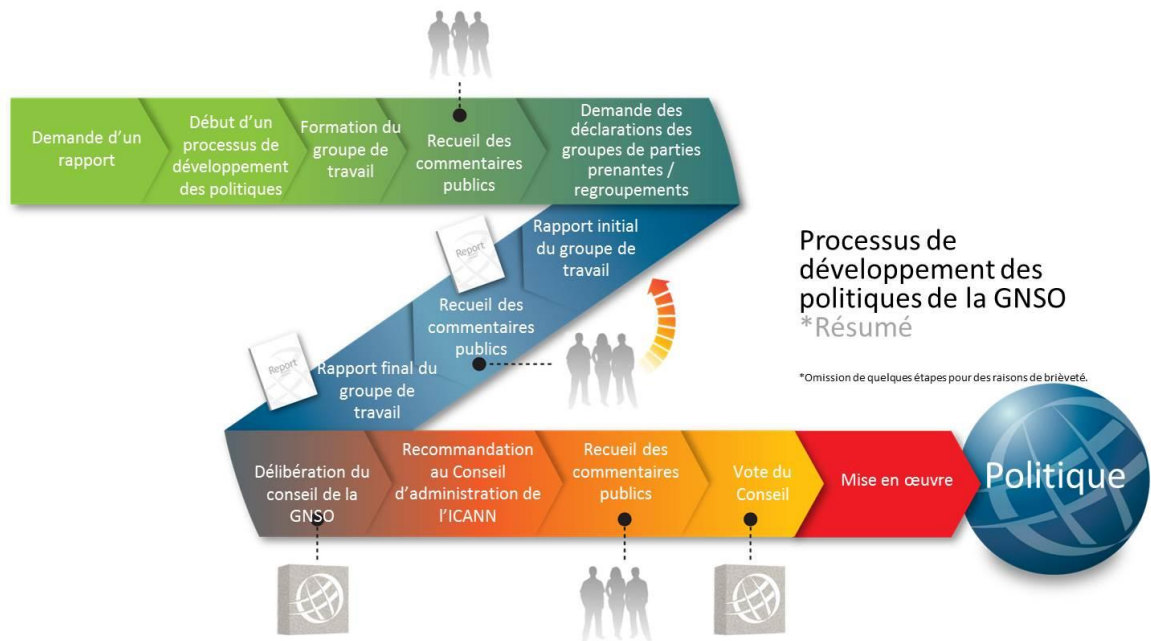 Demande d'un
rapport
Début d'un
processus de
développement
des politiques
Formation du
groupe de
travail
Recueil des
commentaires
publics
Demande des
déclarations des
groupes de parties
prenantes /
regroupements
Report
Rapport initial
du groupe de
travail
Recueil des
commentaires
publics
Report
Rapport final du
groupe de
travail
Processus de
développement des
politiques de la GNSO
*Résumé
*Omission de quelques étapes pour des raisons de brièveté.
Délibération du
conseil de la
GNSO
Recommandation
au Conseil
d'administration de
l'ICANN
Recueil des
commentaires
publics
Vote du
Conseil
Mise en œuvre
Politique